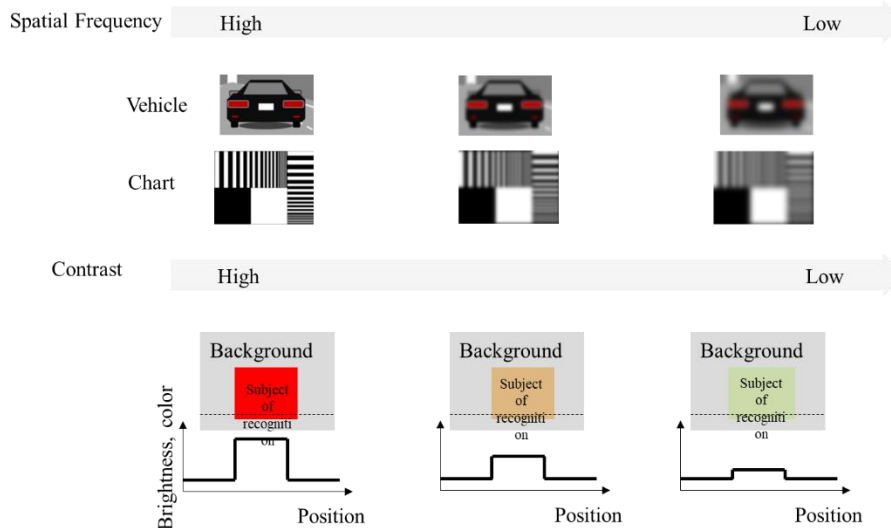 Spatial Frequency High Low
Vehicle
Chart
Contrast High Low
Background Background Background
Subject Subject Subject
of of of
recogniti recogniti recogniti
on on on
Brightness, color
Position Position Position